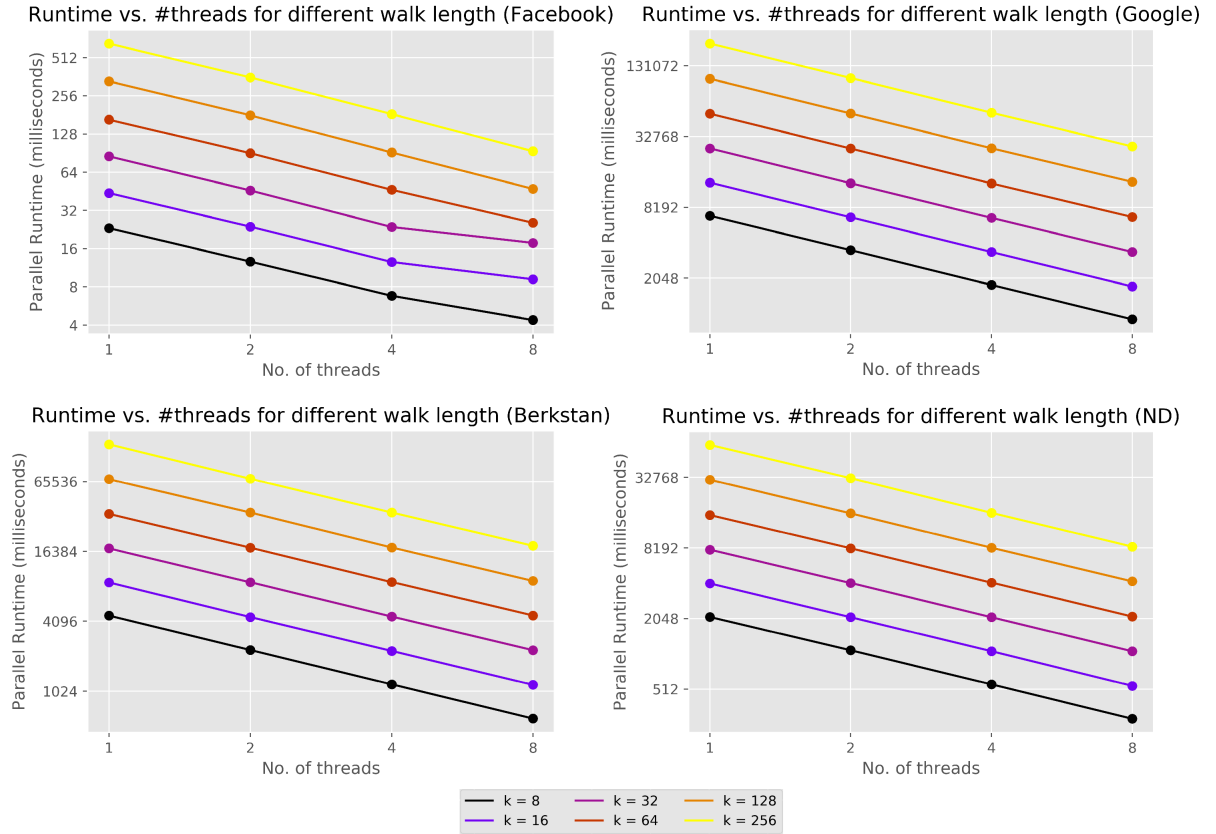 Runtime vs. #threads for different walk length (Facebook)
Parallel Runtime (milliseconds)
512
256
128
64
32
16
8
4
1 2 4 8
No. of threads
Runtime vs. #threads for different walk length (Google)
Parallel Runtime (milliseconds)
131072
32768
8192
2048
1 2 4 8
No. of threads
Runtime vs. #threads for different walk length (Berkstan)
Parallel Runtime (milliseconds)
65536
16384
4096
1024
1 2 4 8
No. of threads
Runtime vs. #threads for different walk length (ND)
Parallel Runtime (milliseconds)
32768
8192
2048
512
1 2 4 8
No. of threads
k = 8 k = 32 k = 128
k = 16 k = 64 k = 256